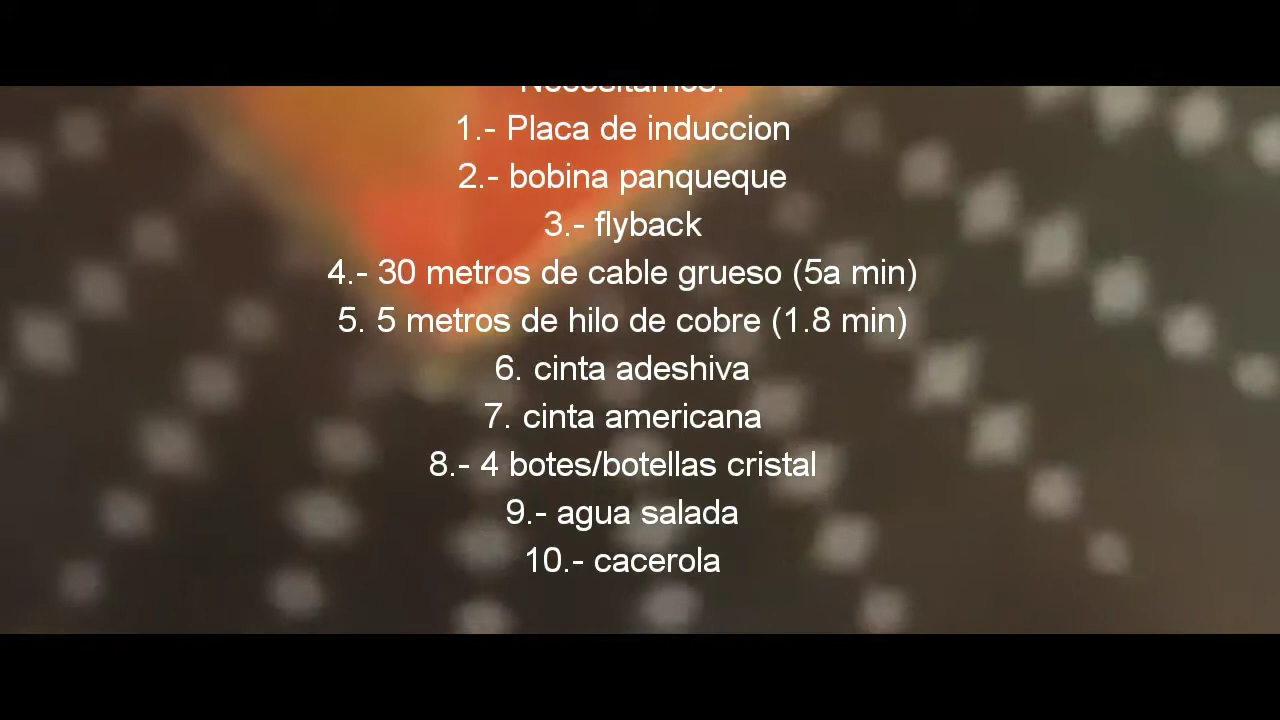 Necesitamos:
1.- Placa de induccion
2.- bobina panqueque
3.- flyback
4.- 30 metros de cable grueso (5a min)
5. 5 metros de hilo de cobre (1.8 min)
6. cinta adeshiva
7. cinta americana
8.- 4 botes/botellas cristal
9.- agua salada
10.- cacerola